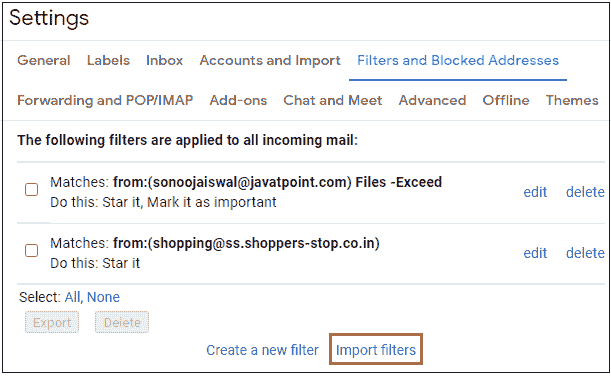 Settings
General Labels Inbox Accounts and Import Filters and Blocked Addresses
Forwarding and POP/IMAP Add-ons Chat and Meet Advanced Offline Themes
The following filters are applied to all incoming mail:
Matches: from:(sonoojaiswal@javatpoint.com) Files -Exceed edit delete
Do this: Star it, Mark it as important
Matches: from:(shopping@ss.shoppers-stop.co.in) edit delete
Do this: Star it
Select: All, None
Export Delete
Create a new filter Import filters